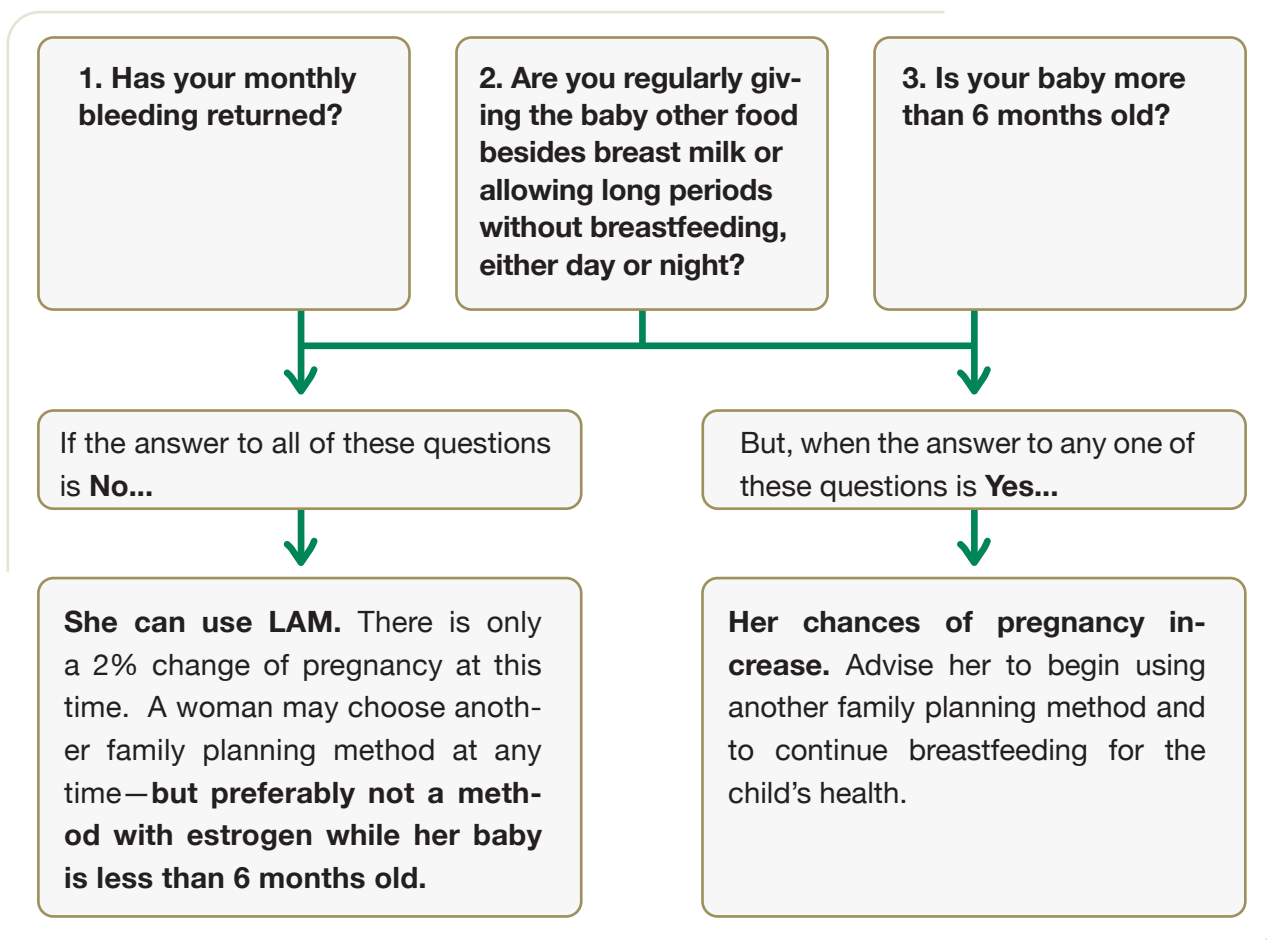 1. Has your monthly
bleeding returned?
2. Are you regularly giv-
ing the baby other food
besides breast milk or
allowing long periods
without breastfeeding,
either day or night?
3. Is your baby more
than 6 months old?
If the answer to all of these questions
is No...
But, when the answer to any one of
these questions is Yes...
She can use LAM. There is only
a 2% change of pregnancy at this
time. A woman may choose anoth-
er family planning method at any
time—but preferably not a meth-
od with estrogen while her baby
is less than 6 months old.
Her chances of pregnancy in-
crease. Advise her to begin using
another family planning method and
to continue breastfeeding for the
child’s health.